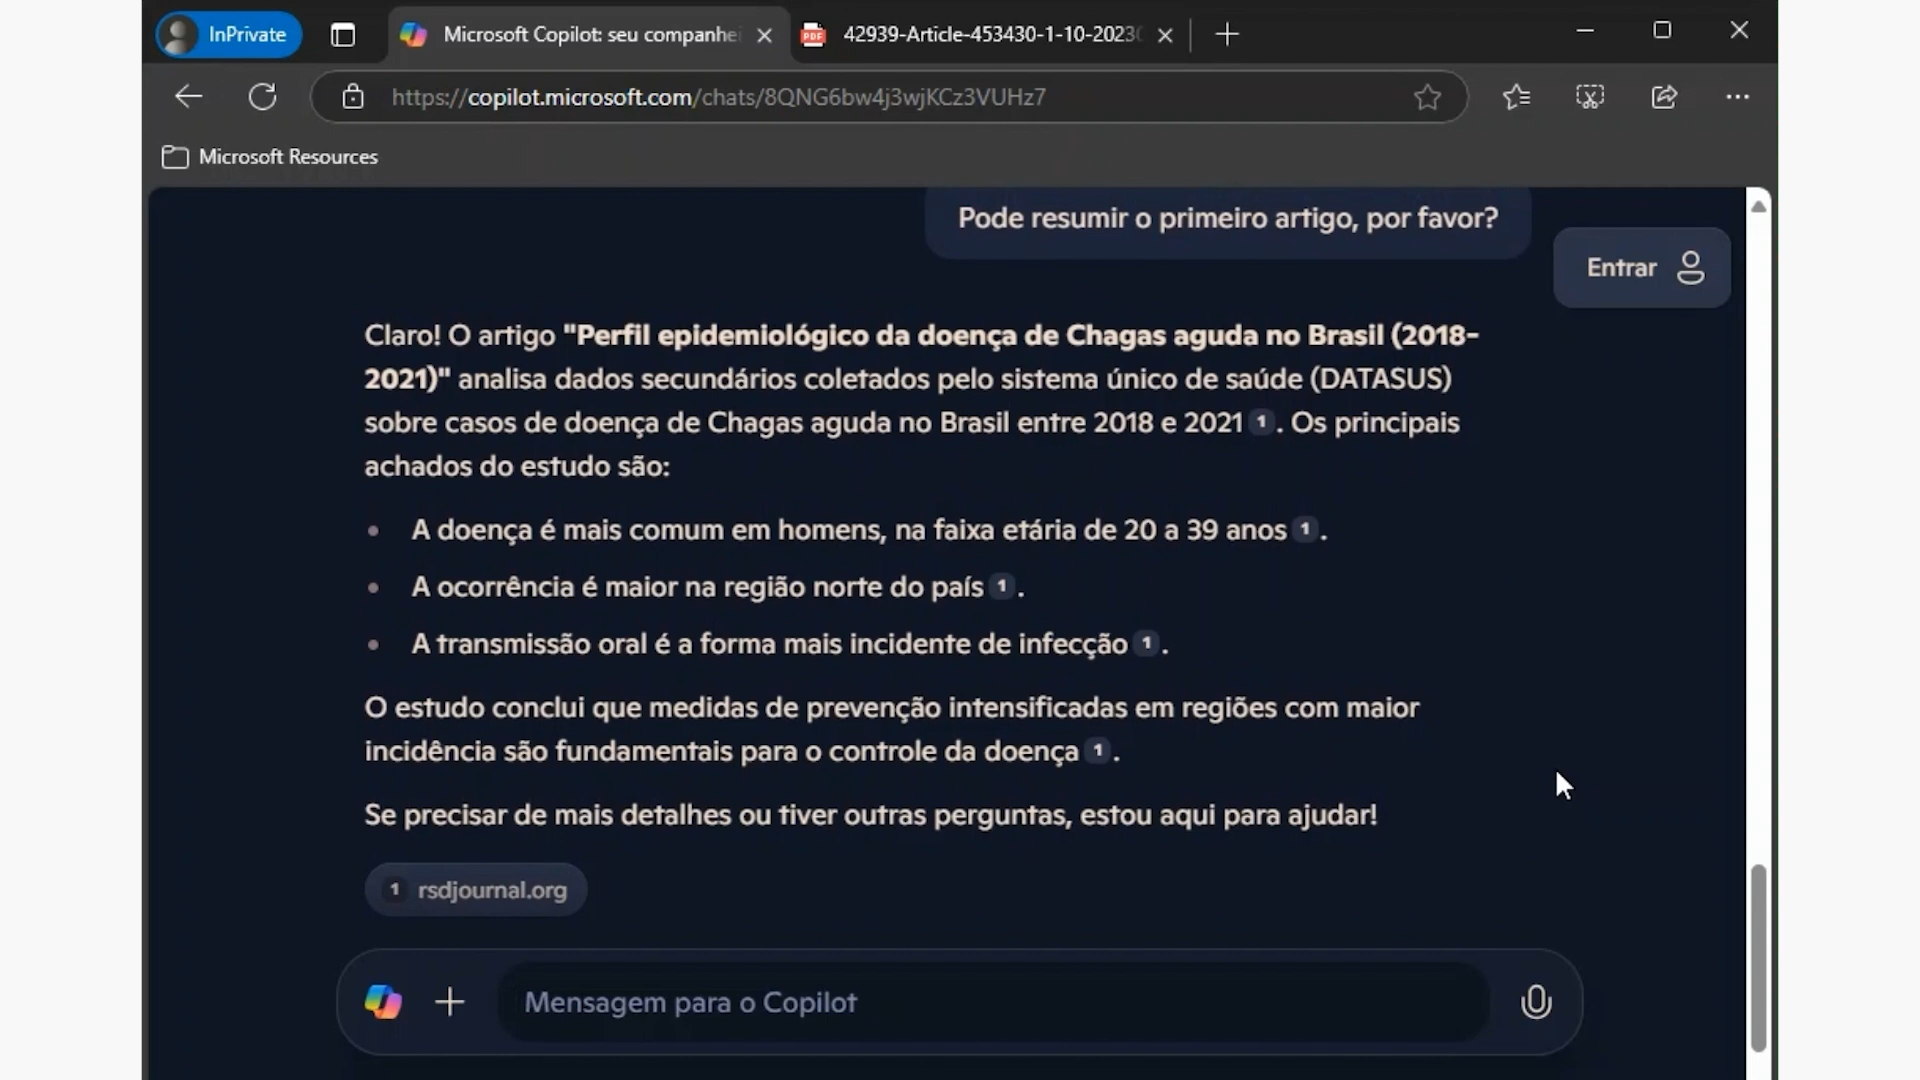 InPrivate
Microsoft Copilot: seu companhei
42939-Article-453430-1-10-2023
https://copilot.microsoft.com/chats/8QNG6bw4j3wjKCz3VUHz7
Microsoft Resources
Pode resumir o primeiro artigo, por favor?
Entrar
Claro! O artigo "Perfil epidemiológico da doença de Chagas aguda no Brasil (2018-
2021)" analisa dados secundários coletados pelo sistema único de saúde (DATASUS)
sobre casos de doença de Chagas aguda no Brasil entre 2018 e 2021 1. Os principais
achados do estudo são:
• A doença é mais comum em homens, na faixa etária de 20 a 39 anos 1.
• A ocorrência é maior na região norte do país 1.
• A transmissão oral é a forma mais incidente de infecção 1.
O estudo conclui que medidas de prevenção intensificadas em regiões com maior
incidência são fundamentais para o controle da doença 1.
Se precisar de mais detalhes ou tiver outras perguntas, estou aqui para ajudar!
1 rsdjournal.org
Mensagem para o Copilot